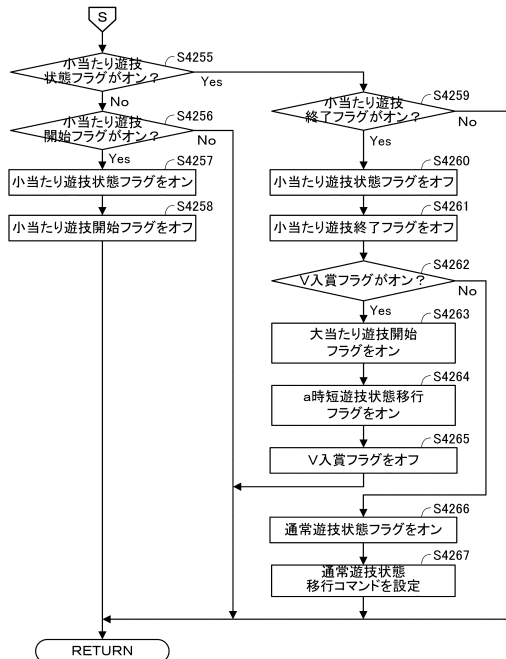 S
S4255
小当たり遊技
状態フラグがオン？
Yes
No
S4256
小当たり遊技
開始フラグがオン？
No
Yes
S4257
小当たり遊技状態フラグをオン
S4258
小当たり遊技開始フラグをオフ
S4259
小当たり遊技
終了フラグがオン？
No
Yes
S4260
小当たり遊技状態フラグをオフ
S4261
小当たり遊技終了フラグをオフ
S4262
V入賞フラグがオン？
No
Yes
S4263
大当たり遊技開始
フラグをオン
S4264
a時短遊技状態移行
フラグをオン
S4265
V入賞フラグをオフ
S4266
通常遊技状態フラグをオン
S4267
通常遊技状態
移行コマンドを設定
RETURN